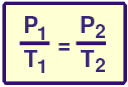 P₁/T₁ = P₂/T₂